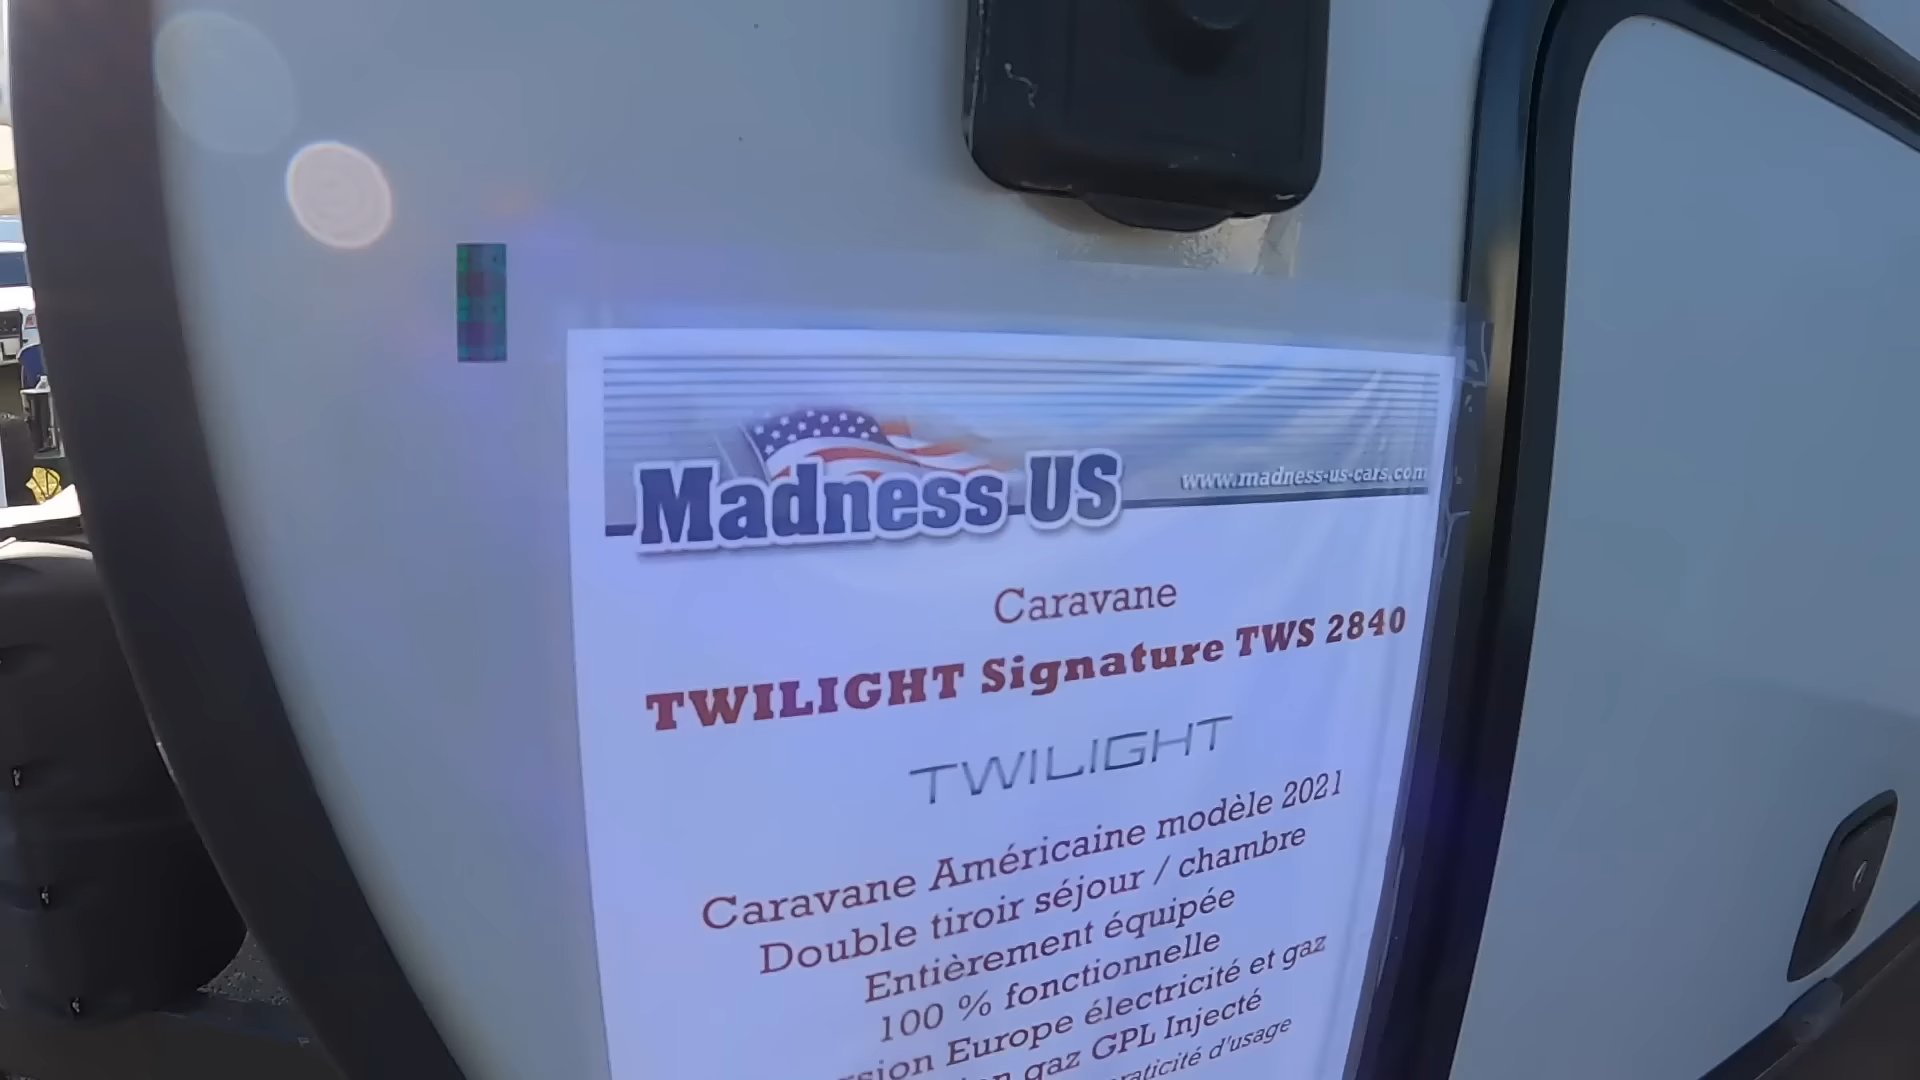 Madness-US
www.madness-us-cars.com
Caravane
TWILIGHT Signature TWS 2840
TWILIGHT
Caravane Américaine modèle 2021
Double tiroir séjour / chambre
Entièrement équipée
100 % fonctionnelle
Europe électricité et gaz
gaz GPL Injecté
d'usage